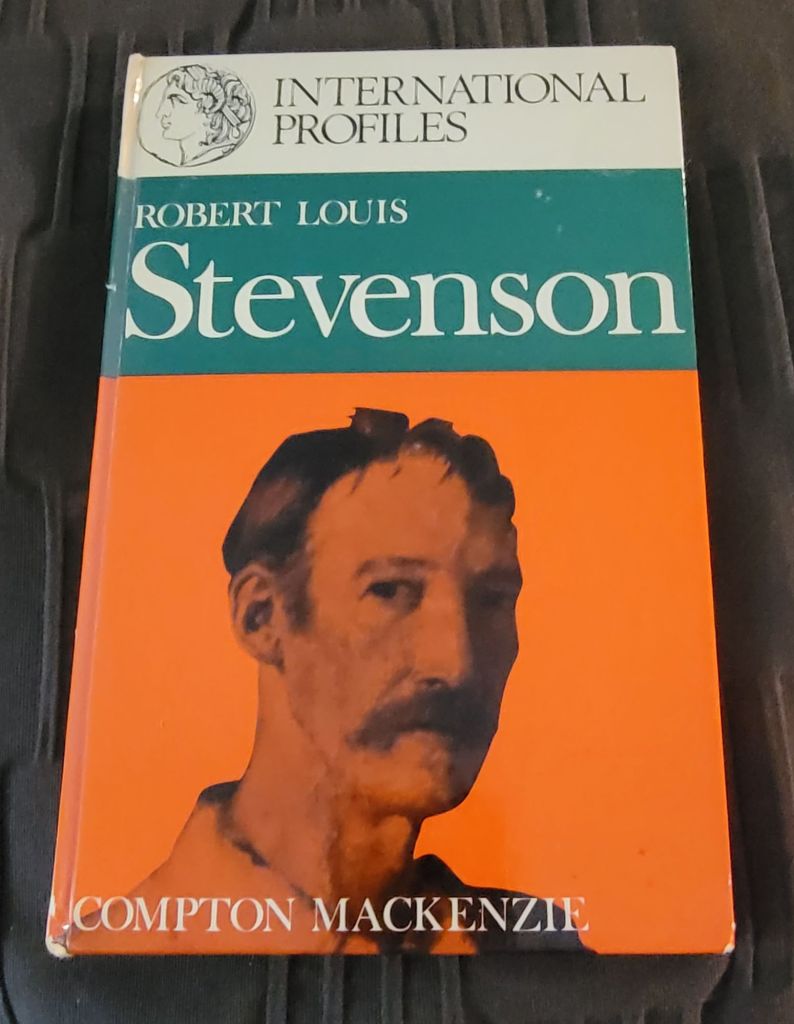 INTERNATIONAL
PROFILES
ROBERT LOUIS
Stevenson
COMPTON MACKENZIE